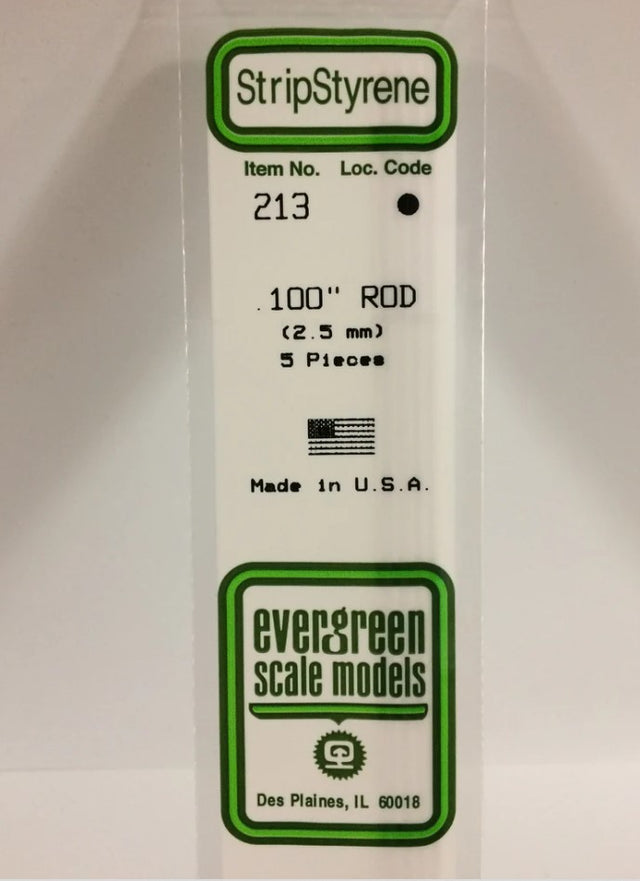 StripStyrene
Item No. Loc. Code
213 ●
.100" ROD
(2.5 mm)
5 Pieces
Made in U.S.A.
evergreen
scale models
Des Plaines, IL 60018